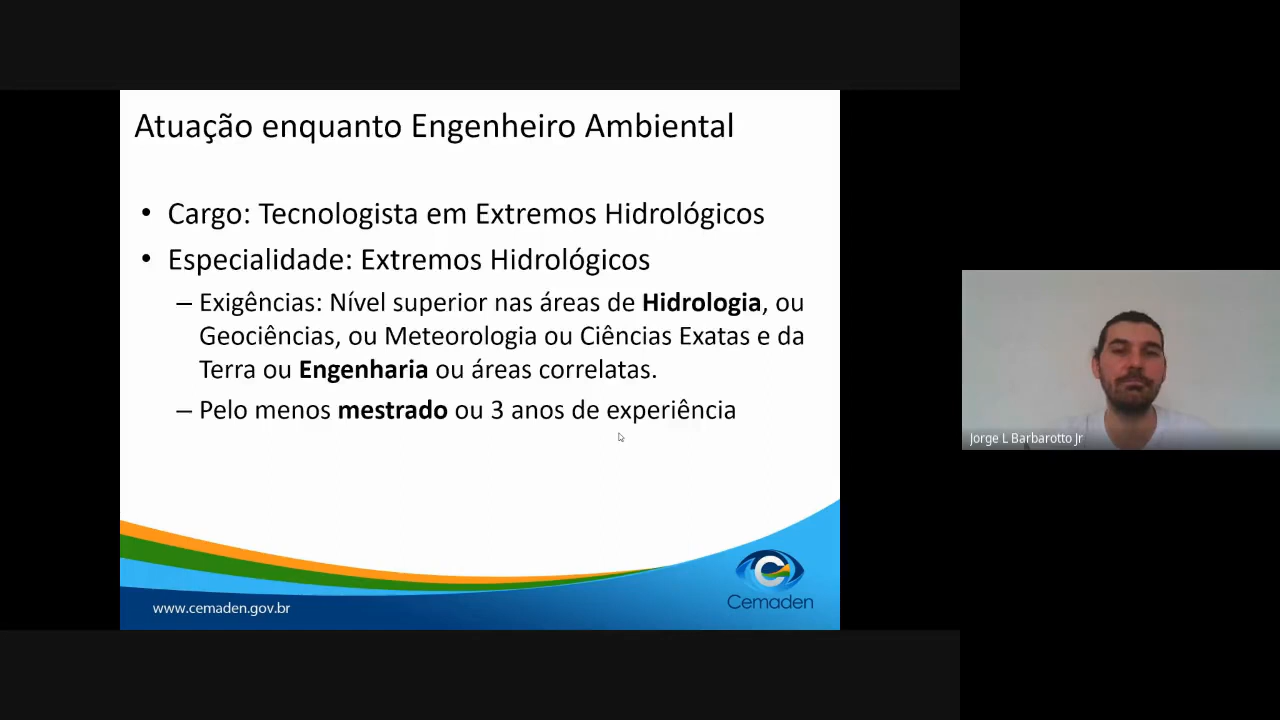 Atuação enquanto Engenheiro Ambiental
• Cargo: Tecnologista em Extremos Hidrológicos
• Especialidade: Extremos Hidrológicos
– Exigências: Nível superior nas áreas de Hidrologia, ou
Geociências, ou Meteorologia ou Ciências Exatas e da
Terra ou Engenharia ou áreas correlatas.
– Pelo menos mestrado ou 3 anos de experiência
www.cemaden.gov.br
Cemaden
Jorge L Barbarotto Jr